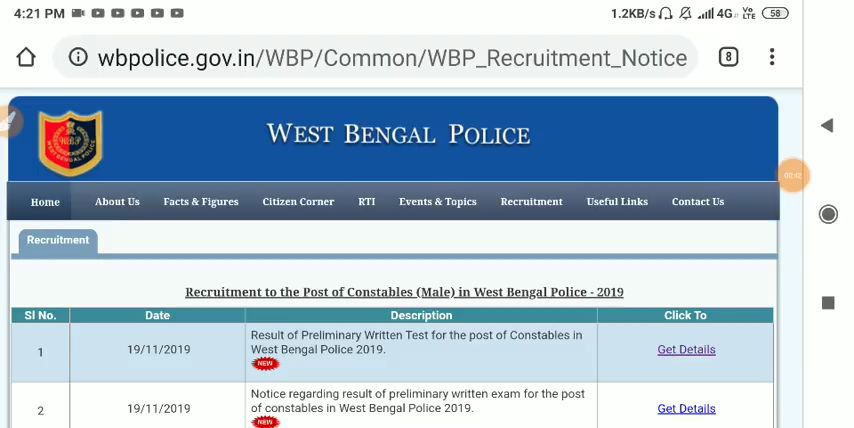 4:21 PM 1.2KB/s 4G Vo LTE 58
wbpolice.gov.in/WBP/Common/WBP_Recruitment_Notice 8
WEST BENGAL POLICE
00:42
Home About Us Facts & Figures Citizen Corner RTI Events & Topics Recruitment Useful Links Contact Us
Recruitment
Recruitment to the Post of Constables (Male) in West Bengal Police - 2019
Sl No. Date Description Click To
1 19/11/2019 Result of Preliminary Written Test for the post of Constables in
West Bengal Police 2019. Get Details
NEW
2 19/11/2019 Notice regarding result of preliminary written exam for the post
of constables in West Bengal Police 2019. Get Details
NEW